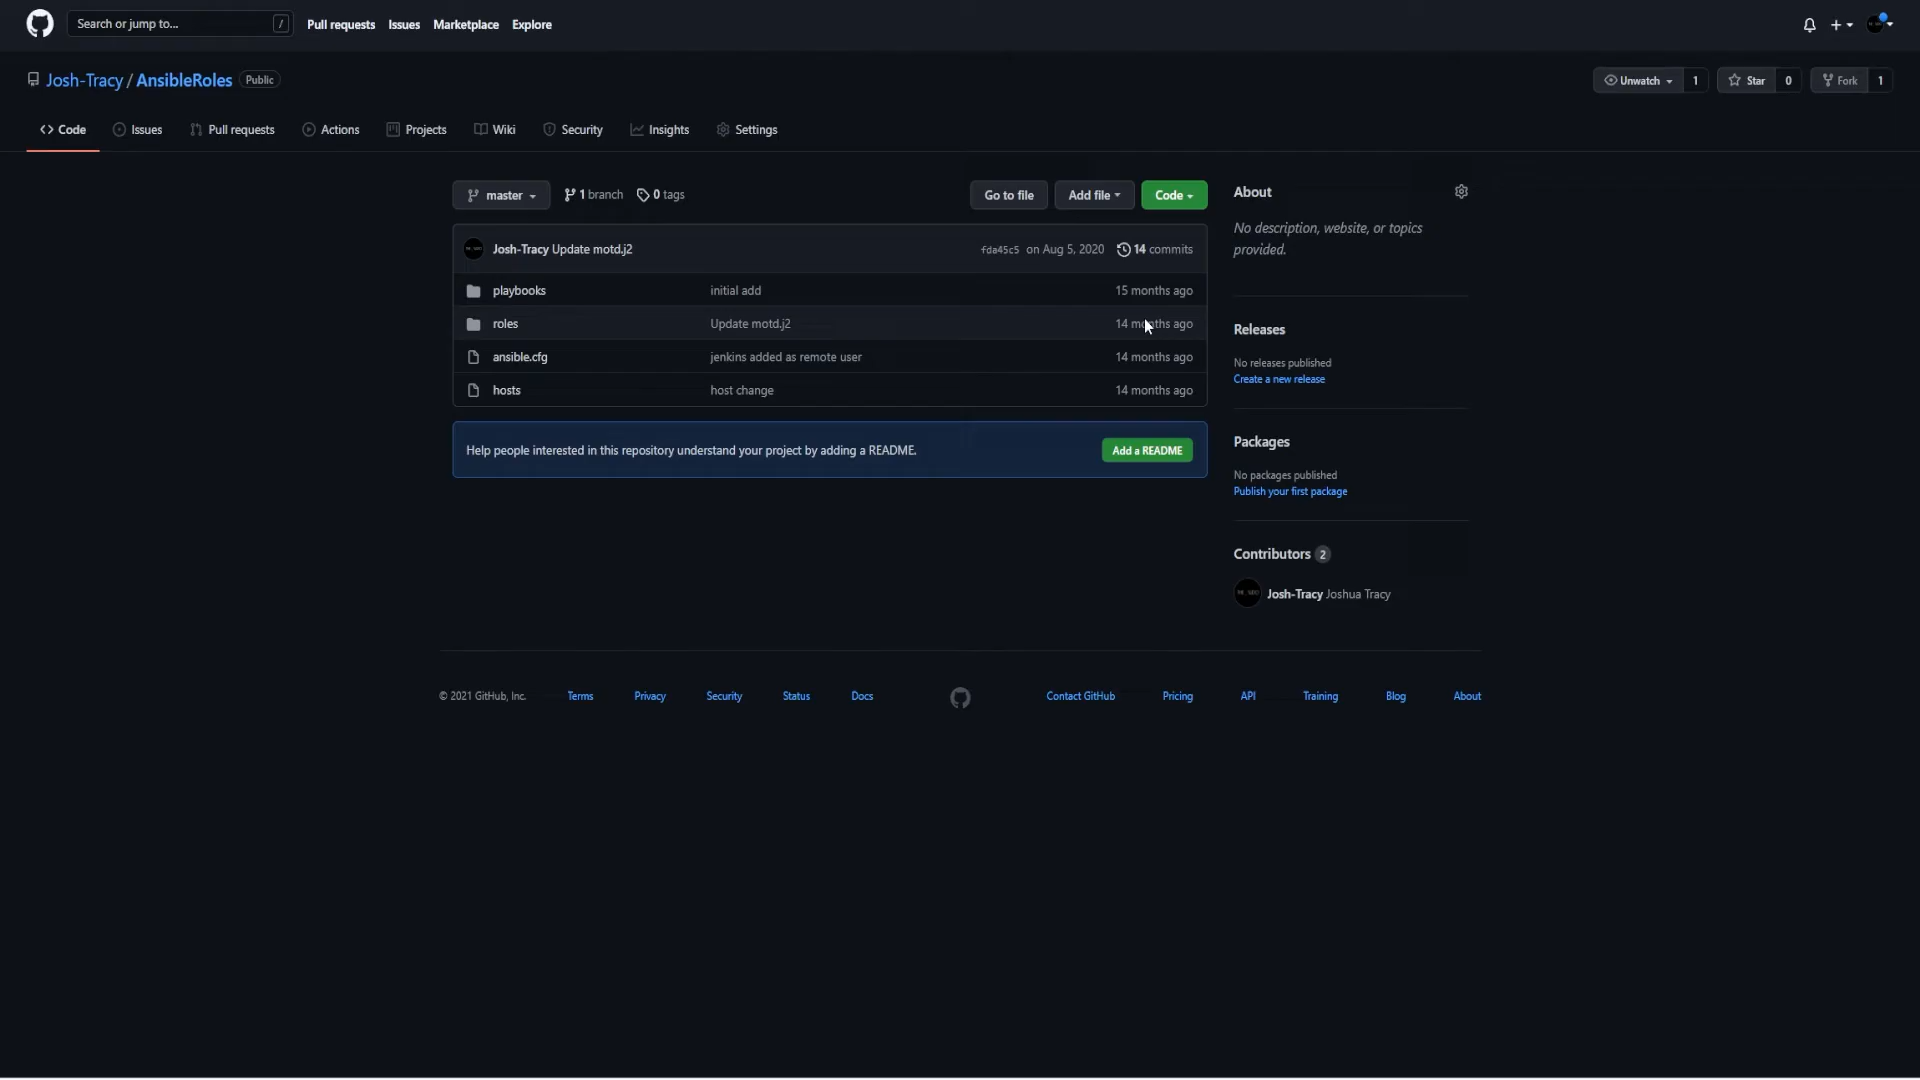 Search or jump to... /
Pull requests Issues Marketplace Explore
Josh-Tracy / AnsibleRoles Public
Unwatch 1 Star 0 Fork 1
Code Issues Pull requests Actions Projects Wiki Security Insights Settings
master 1 branch 0 tags Go to file Add file Code
Josh-Tracy Update motd.j2 fda45c5 on Aug 5, 2020 14 commits
playbooks initial add 15 months ago
roles Update motd.j2 14 months ago
ansible.cfg jenkins added as remote user 14 months ago
hosts host change 14 months ago
Help people interested in this repository understand your project by adding a README. Add a README
About
No description, website, or topics
provided.
Releases
No releases published
Create a new release
Packages
No packages published
Publish your first package
Contributors 2
Josh-Tracy Joshua Tracy
© 2021 GitHub, Inc. Terms Privacy Security Status Docs Contact GitHub Pricing API Training Blog About